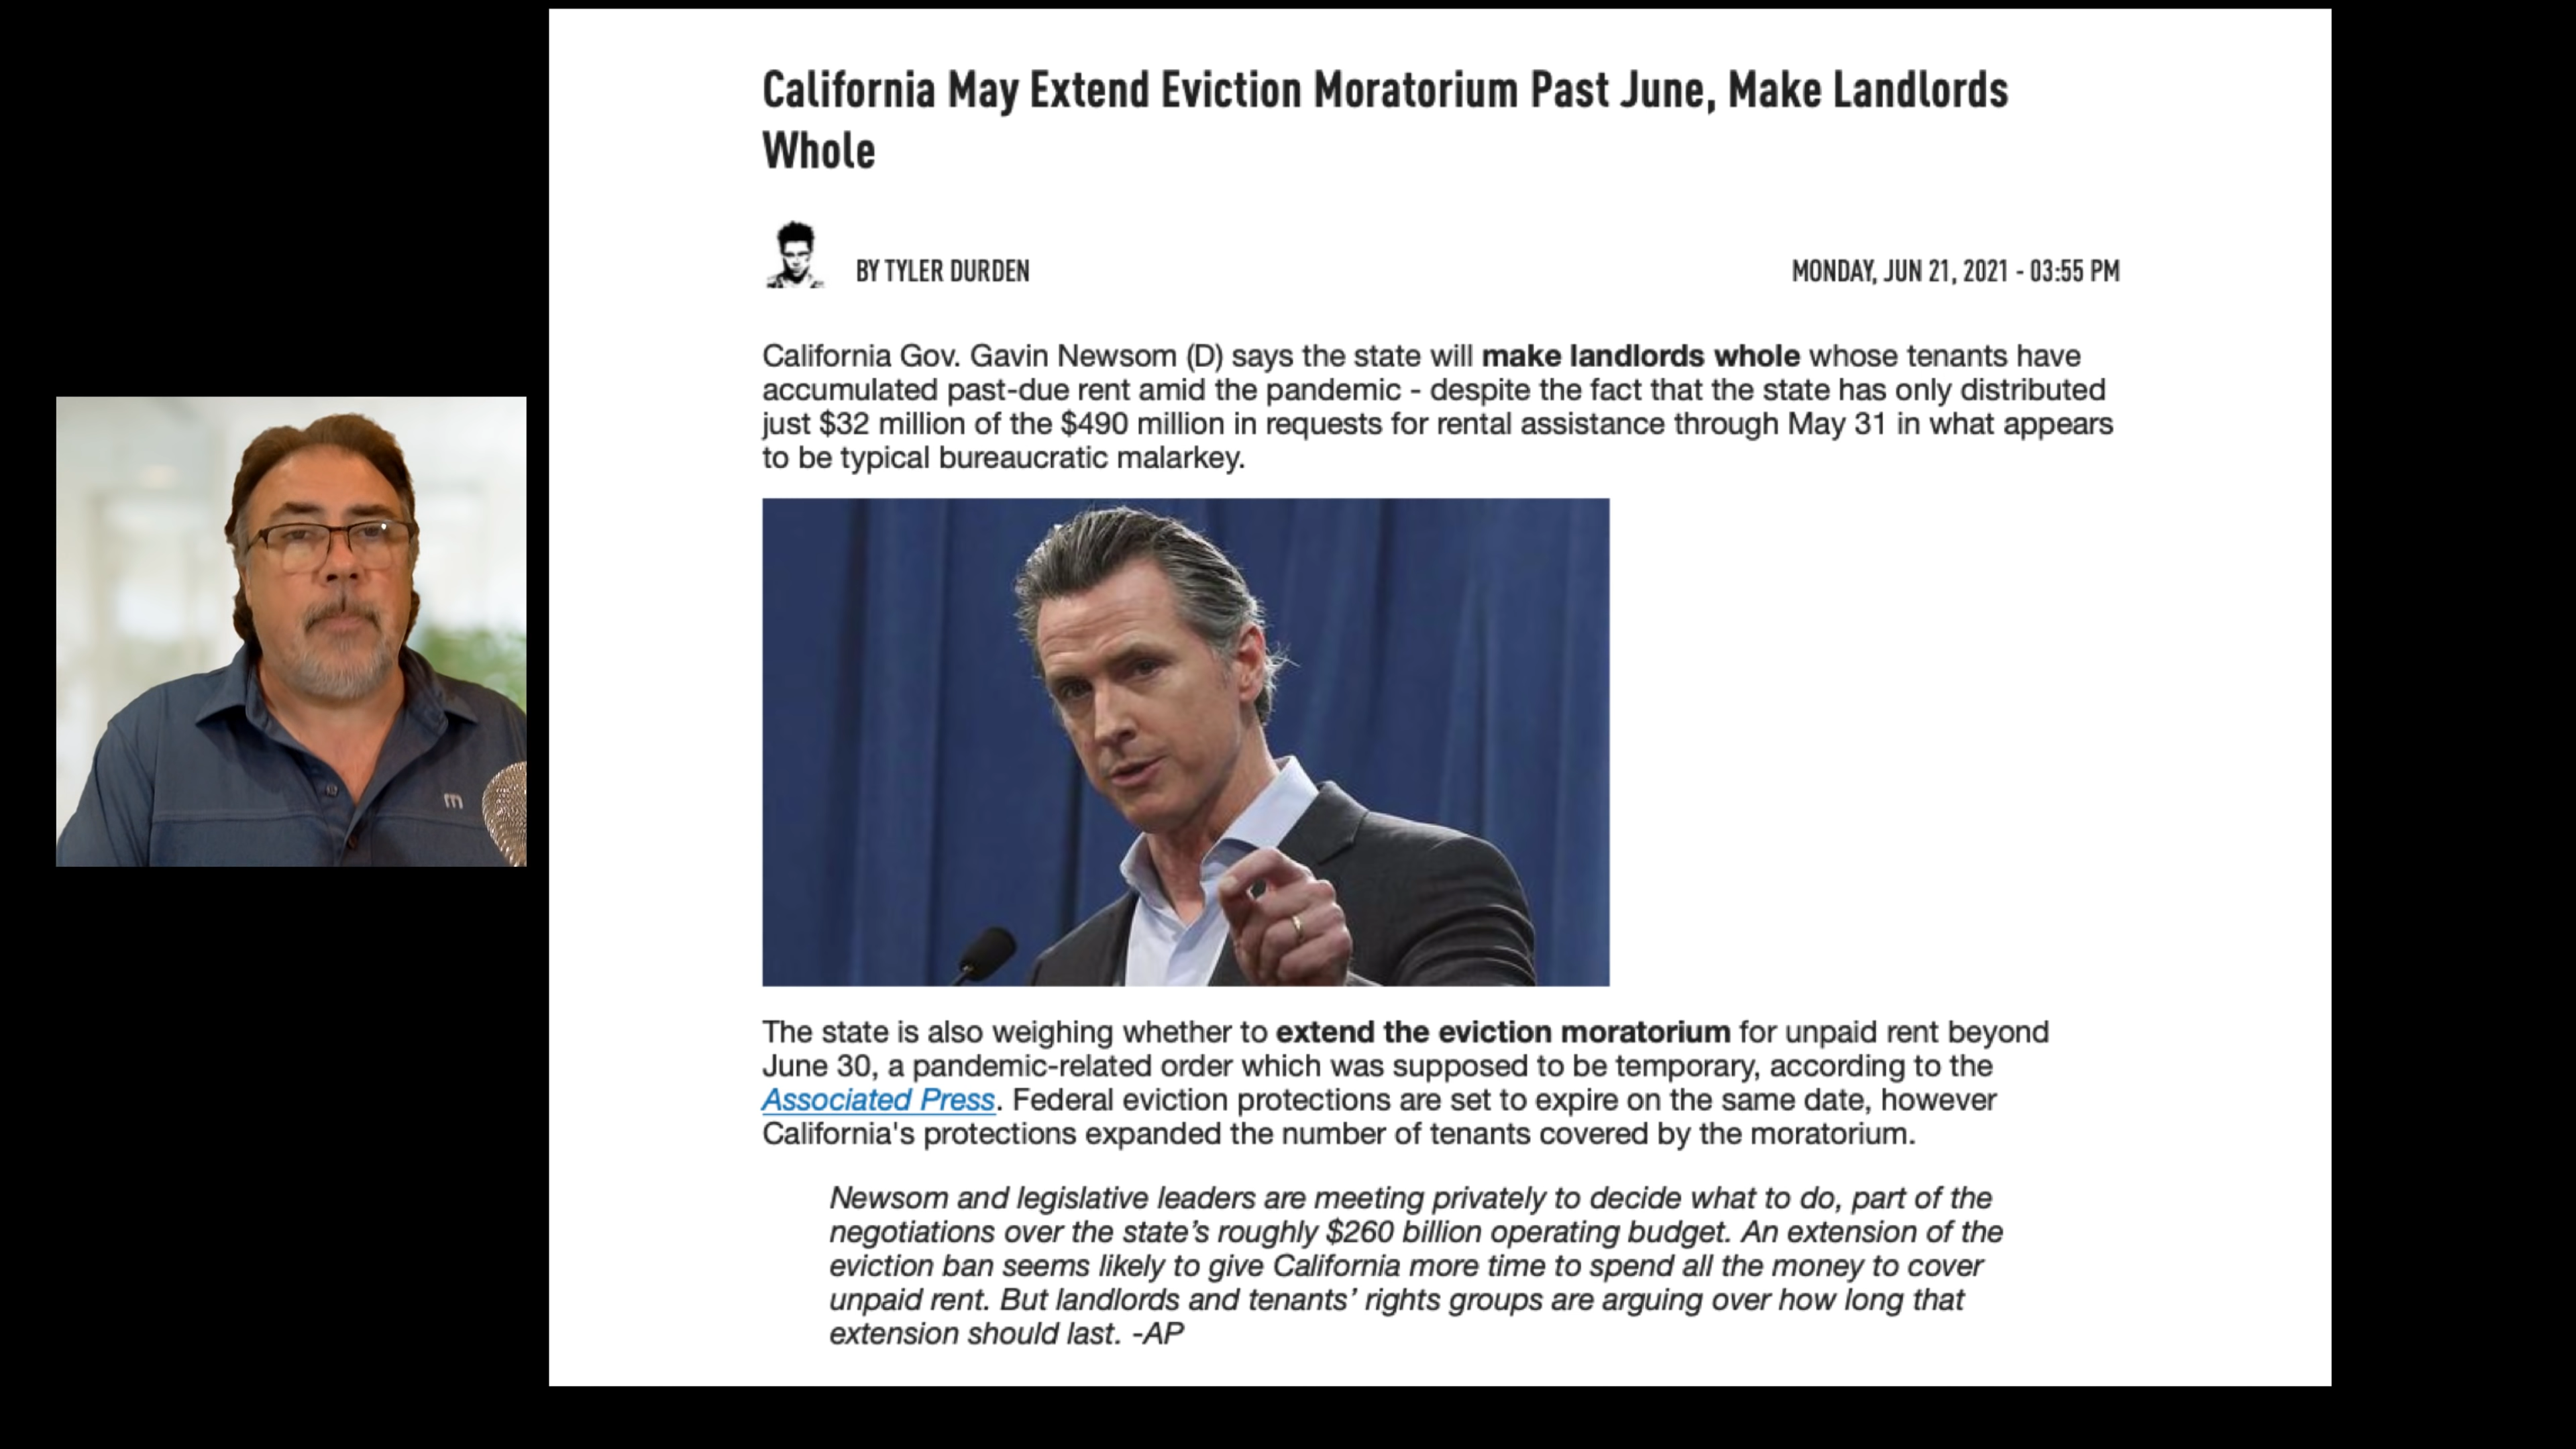 California May Extend Eviction Moratorium Past June, Make Landlords
Whole
BY TYLER DURDEN
MONDAY, JUN 21, 2021 - 03:55 PM
California Gov. Gavin Newsom (D) says the state will make landlords whole whose tenants have
accumulated past-due rent amid the pandemic - despite the fact that the state has only distributed
just $32 million of the $490 million in requests for rental assistance through May 31 in what appears
to be typical bureaucratic malarkey.
m
The state is also weighing whether to extend the eviction moratorium for unpaid rent beyond
June 30, a pandemic-related order which was supposed to be temporary, according to the
Associated Press. Federal eviction protections are set to expire on the same date, however
California's protections expanded the number of tenants covered by the moratorium.
Newsom and legislative leaders are meeting privately to decide what to do, part of the
negotiations over the state’s roughly $260 billion operating budget. An extension of the
eviction ban seems likely to give California more time to spend all the money to cover
unpaid rent. But landlords and tenants’ rights groups are arguing over how long that
extension should last. -AP